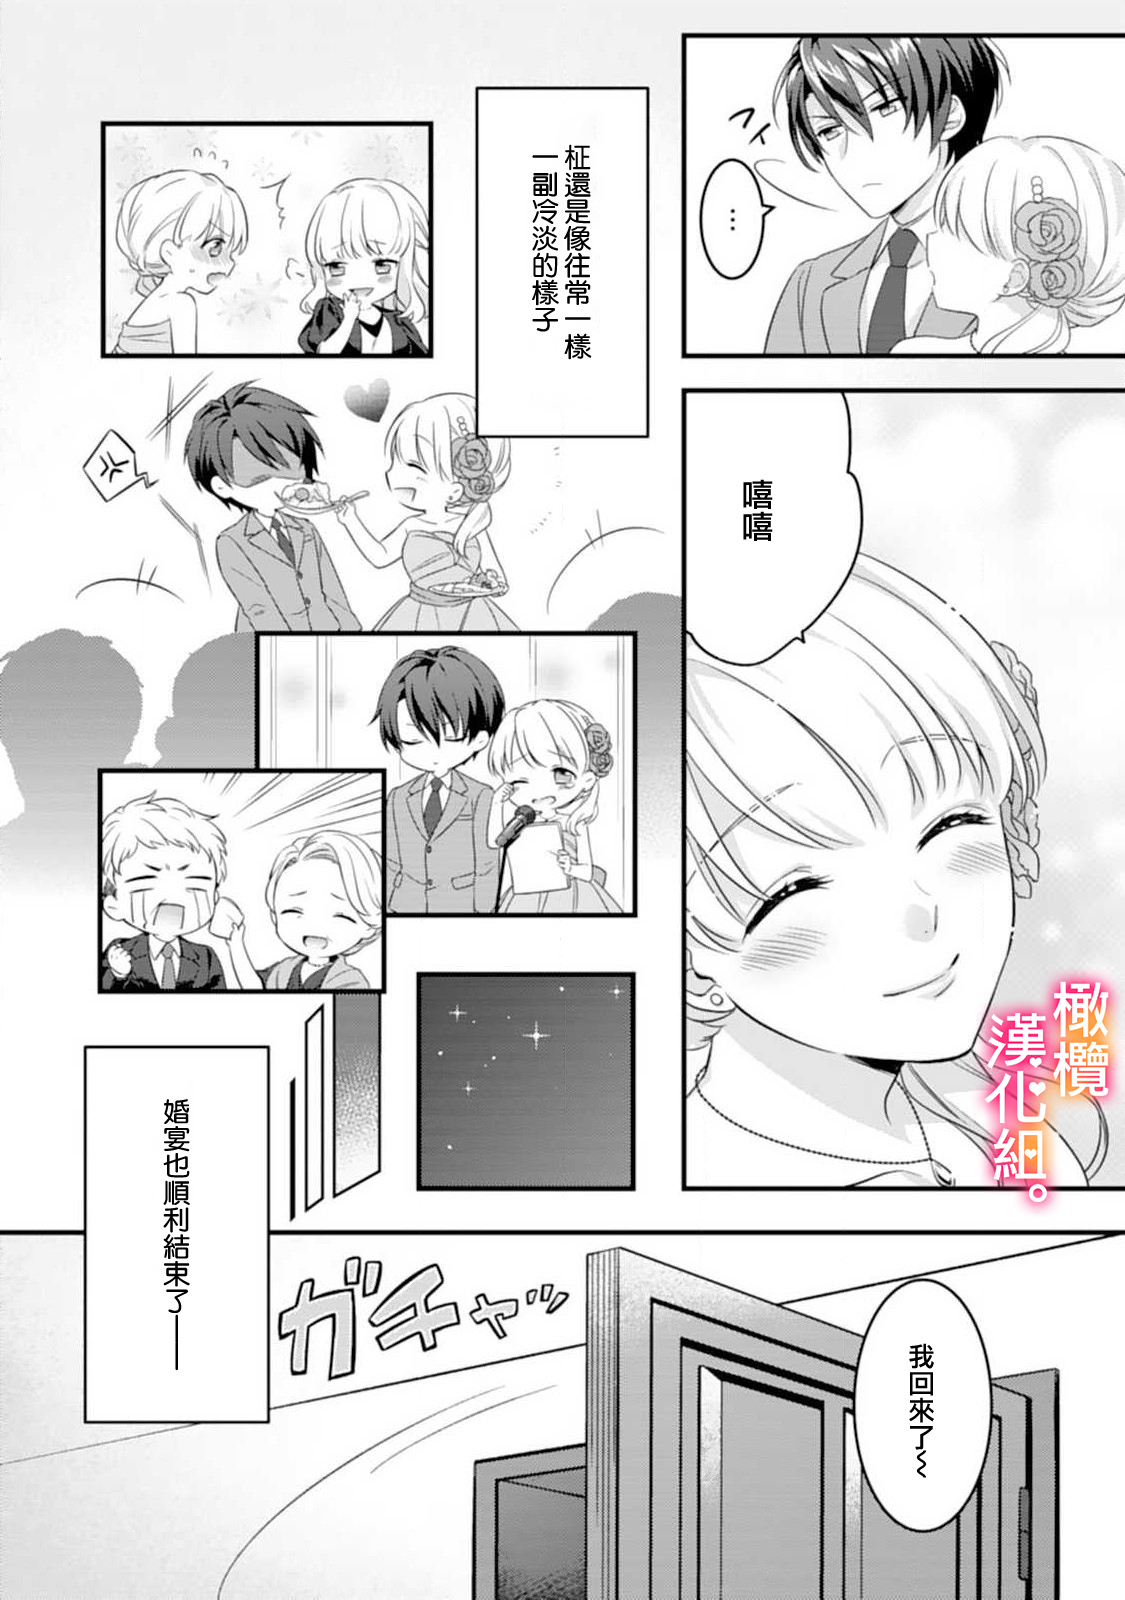 フイ
…
嘻嘻
柾還是像往常一樣
一副冷淡的樣子
橄欖
漢化組。
婚宴也順利結束了──
ガチャッ
我回來了～